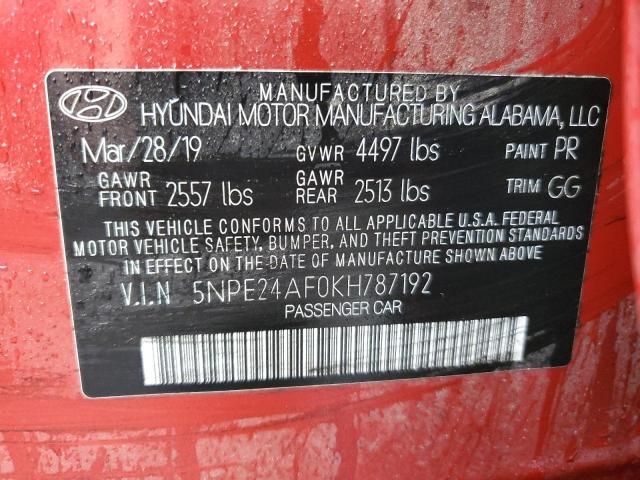 MANUFACTURED BY
HYUNDAI MOTOR MANUFACTURING ALABAMA, LLC
Mar/28/19 GVWR 4497 lbs PAINT PR
GAWR FRONT 2557 lbs GAWR REAR 2513 lbs TRIM GG
THIS VEHICLE CONFORMS TO ALL APPLICABLE U.S.A. FEDERAL
MOTOR VEHICLE SAFETY, BUMPER, AND THEFT PREVENTION STANDARDS
IN EFFECT ON THE DATE OF MANUFACTURE SHOWN ABOVE
V.I.N 5NPE24AF0KH787192
PASSENGER CAR